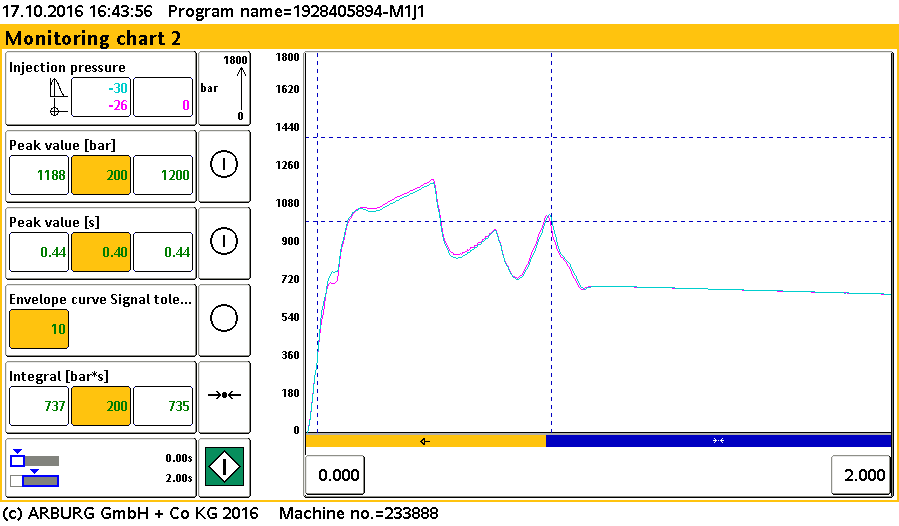 17.10.2016 16:43:56 Program name=1928405894-M1J1
Monitoring chart 2
Injection pressure
-30
-26 0
1800
bar
0
Peak value [bar]
1188 200 1200
Peak value [s]
0.44 0.40 0.44
Envelope curve Signal tole...
10
Integral [bar*s]
737 200 735
0.00s
2.00s
1800
1620
1440
1260
1080
900
720
540
360
180
0
0.000 2.000
(c) ARBURG GmbH + Co KG 2016 Machine no.=233888